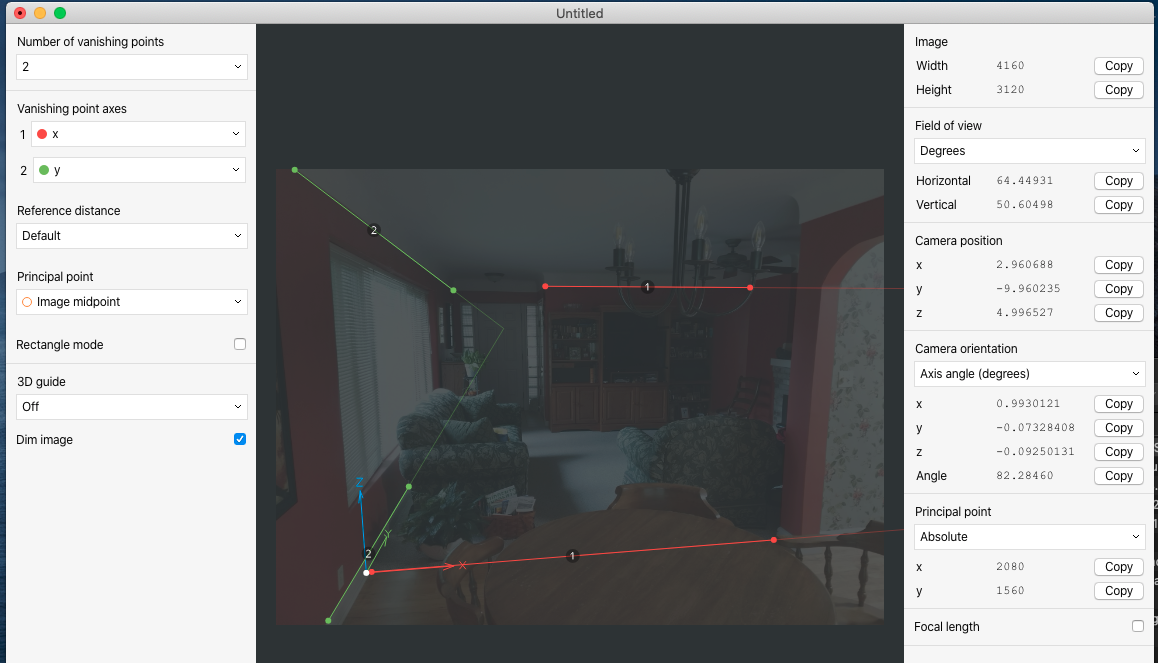 Untitled
Number of vanishing points
2
Vanishing point axes
1 x
2 y
Reference distance
Default
Principal point
Image midpoint
Rectangle mode
3D guide
Off
Dim image
2
1
Z
Y
2
X
1
Image
Width 4160 Copy
Height 3120 Copy
Field of view
Degrees
Horizontal 64.44931 Copy
Vertical 50.60498 Copy
Camera position
x 2.960688 Copy
y -9.960235 Copy
z 4.996527 Copy
Camera orientation
Axis angle (degrees)
x 0.9930121 Copy
y -0.07328408 Copy
z -0.09250131 Copy
Angle 82.28460 Copy
Principal point
Absolute
x 2080 Copy
y 1560 Copy
Focal length